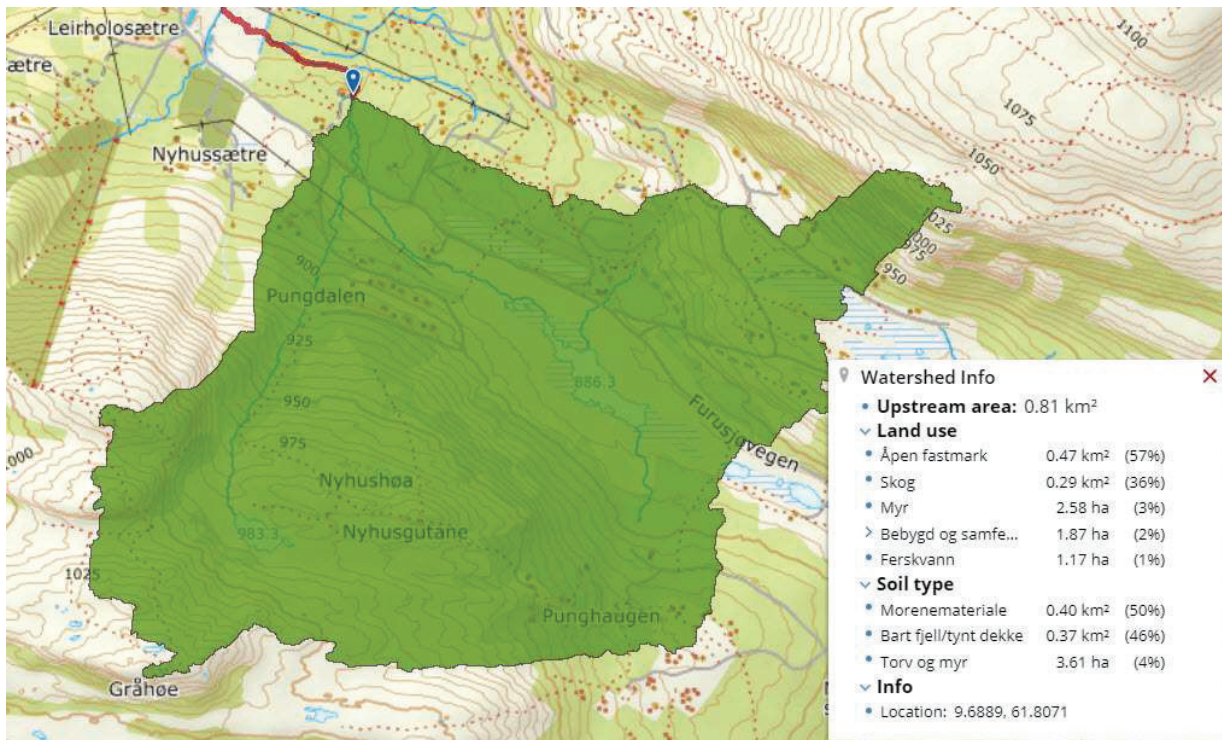 Leirholosætre
ætre
Nyhussætre
1100
1075
1050
1025
1000
975
950
900
Pungdalen
925
886.3
950
Furusjøvegen
975
Nyhushøa
983.3
Nyhusgutane
000
1025
Punghaugen
Gråhøe
Watershed Info
Upstream area: 0.81 km²
Land use
Åpen fastmark 0.47 km² (57%)
Skog 0.29 km² (36%)
Myr 2.58 ha (3%)
Bebygd og samfe... 1.87 ha (2%)
Ferskvann 1.17 ha (1%)
Soil type
Morenemateriale 0.40 km² (50%)
Bart fjell/tynt dekke 0.37 km² (46%)
Torv og myr 3.61 ha (4%)
Info
Location: 9.6889, 61.8071